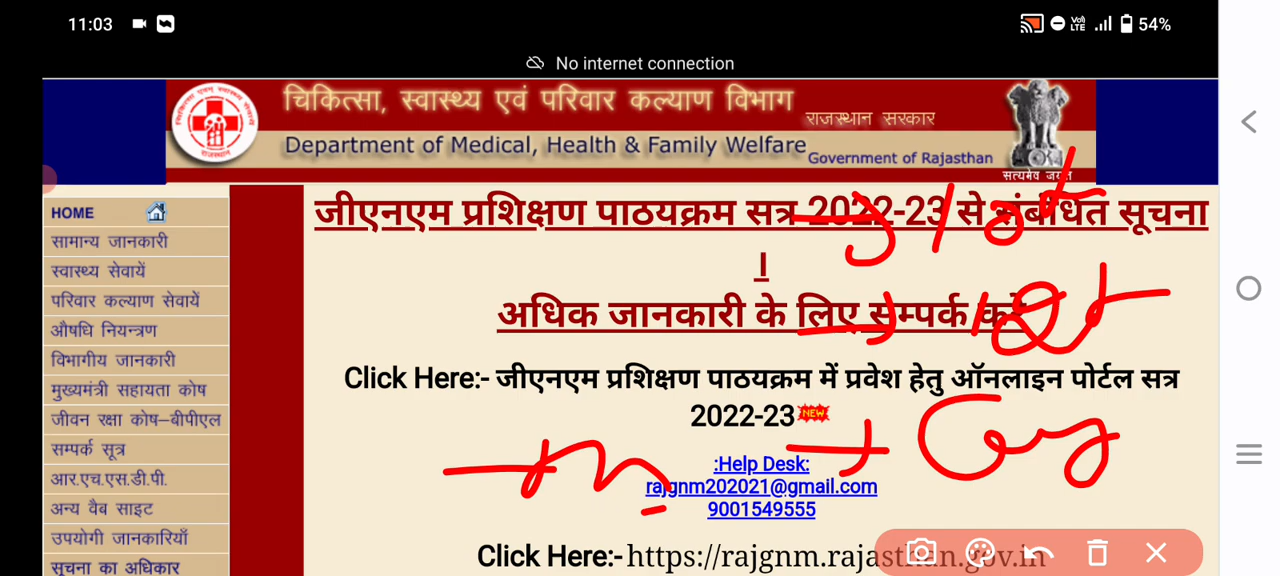 11:03
Vo) LTE 54%
No internet connection
चिकित्सा, स्वास्थ्य एवं परिवार कल्याण विभाग
राजस्थान सरकार
Department of Medical, Health & Family Welfare
Government of Rajasthan
सत्यमेव जयते
HOME
सामान्य जानकारी
स्वास्थ्य सेवायें
परिवार कल्याण सेवायें
औषधि नियन्त्रण
विभागीय जानकारी
मुख्यमंत्री सहायता कोष
जीवन रक्षा कोष–बीपीएल
सम्पर्क सूत्र
आर.एच.एस.डी.पी.
अन्य वैब साइट
उपयोगी जानकारियाँ
सूचना का अधिकार
जीएनएम प्रशिक्षण पाठयक्रम सत्र 2022-23 से संबंधित सूचना
।
अधिक जानकारी के लिए सम्पर्क करे
Click Here:- जीएनएम प्रशिक्षण पाठयक्रम में प्रवेश हेतु ऑनलाइन पोर्टल सत्र
2022-23 NEW
:Help Desk:
rajgnm202021@gmail.com
9001549555
Click Here:- https://rajgnm.rajasthan.gov.in